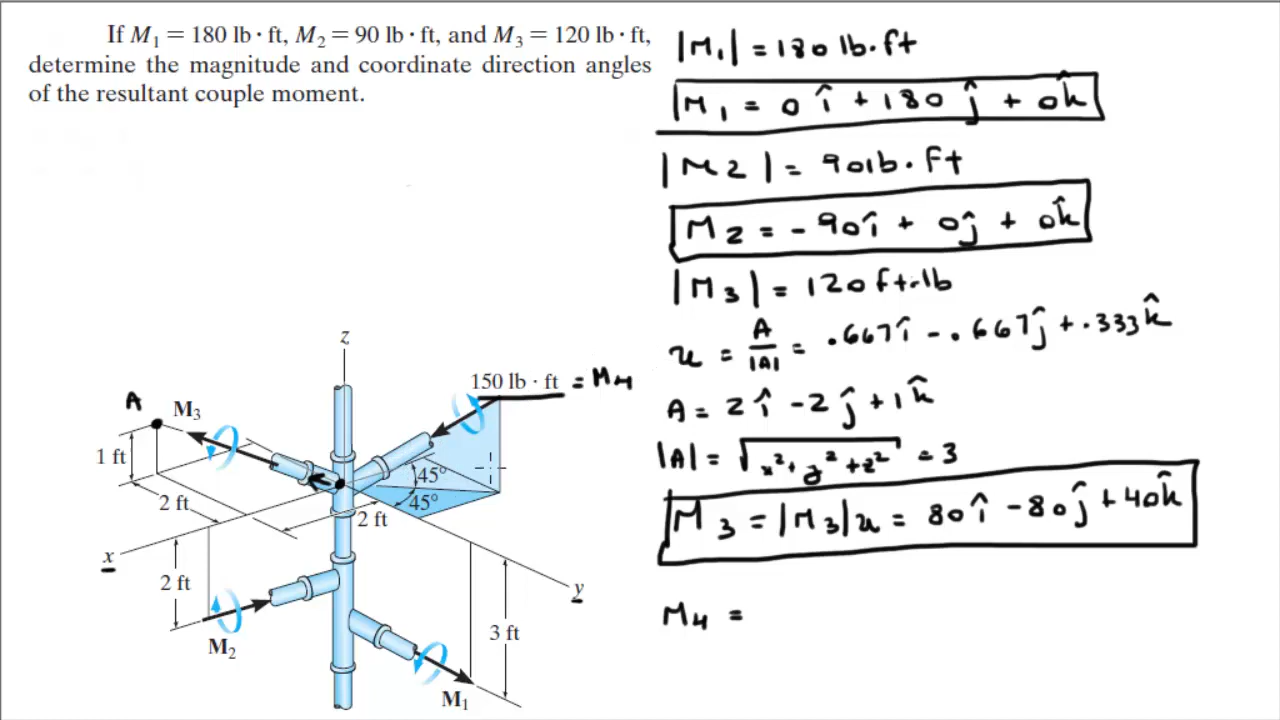 If M₁ = 180 lb · ft, M₂ = 90 lb · ft, and M₃ = 120 lb · ft,
determine the magnitude and coordinate direction angles
of the resultant couple moment.
|M₁| = 180 lb·ft
M₁ = 0î + 180ĵ + 0k̂
|M2| = 90lb·ft
M₂ = -90î + 0ĵ + 0k̂
|M₃| = 120 ft·lb
u = A/|A| = .667î - .667ĵ + .333k̂
A = 2î - 2ĵ + 1k̂
|A| = √x²+y²+z² = 3
M₃ = |M₃|u = 80î - 80ĵ + 40k̂
M₄ =
z
150 lb · ft = M₄
A
M₃
1 ft
2 ft
45°
45°
2 ft
x
2 ft
y
3 ft
M₂
M₁